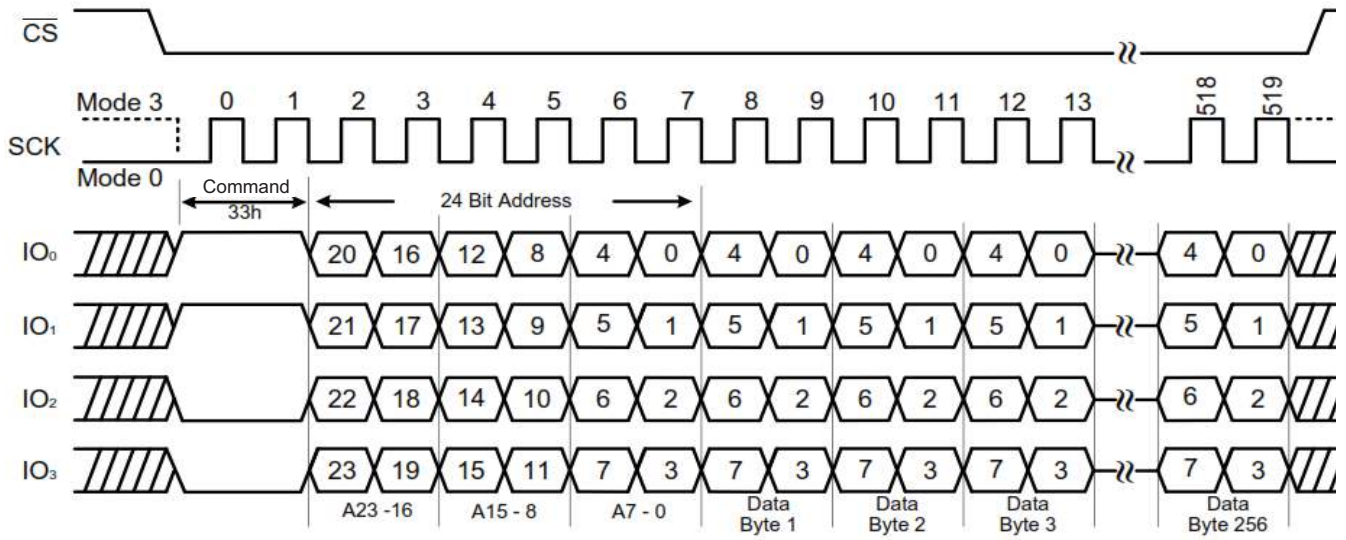 CS
Mode 3 0 1 2 3 4 5 6 7 8 9 10 11 12 13 518 519
SCK
Mode 0
Command
33h
24 Bit Address
IO₀ 20 16 12 8 4 0 4 0 4 0 4 0 4 0
IO₁ 21 17 13 9 5 1 5 1 5 1 5 1 5 1
IO₂ 22 18 14 10 6 2 6 2 6 2 6 2 6 2
IO₃ 23 19 15 11 7 3 7 3 7 3 7 3 7 3
A23 -16 A15 - 8 A7 - 0 Data Data Data Data
Byte 1 Byte 2 Byte 3 Byte 256